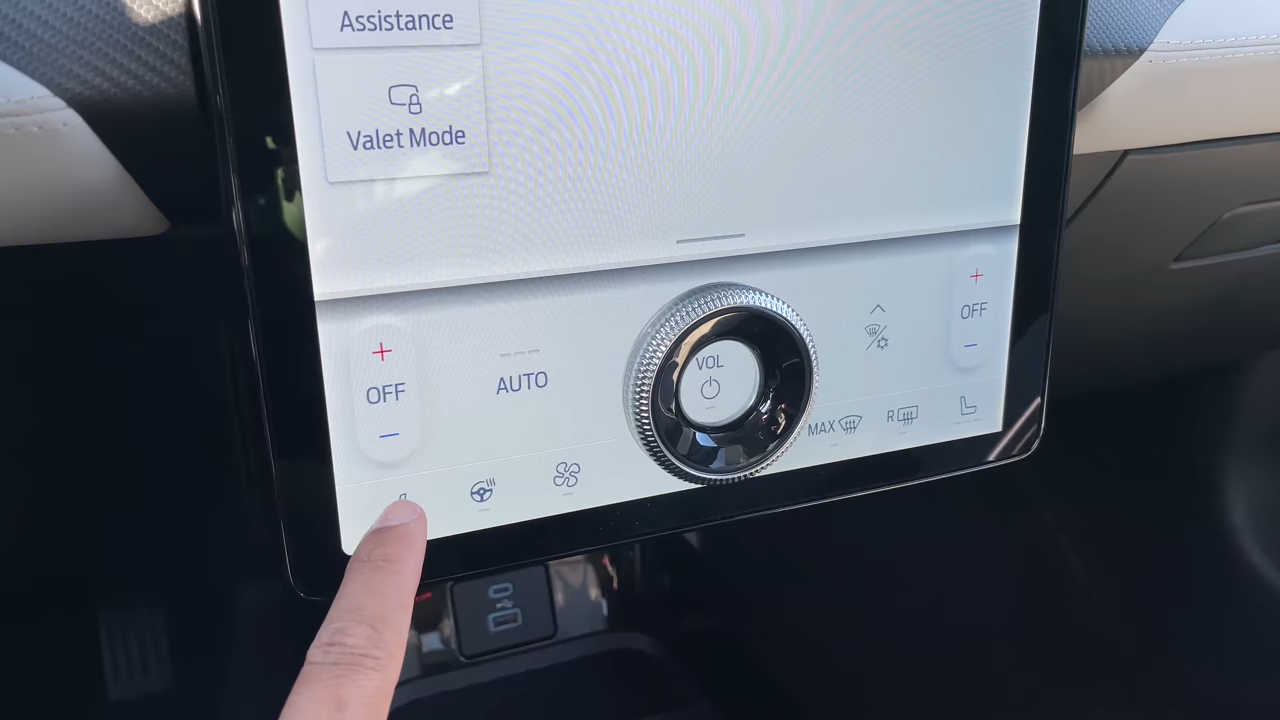 Assistance
Valet Mode
OFF
AUTO
VOL
OFF
MAX
R